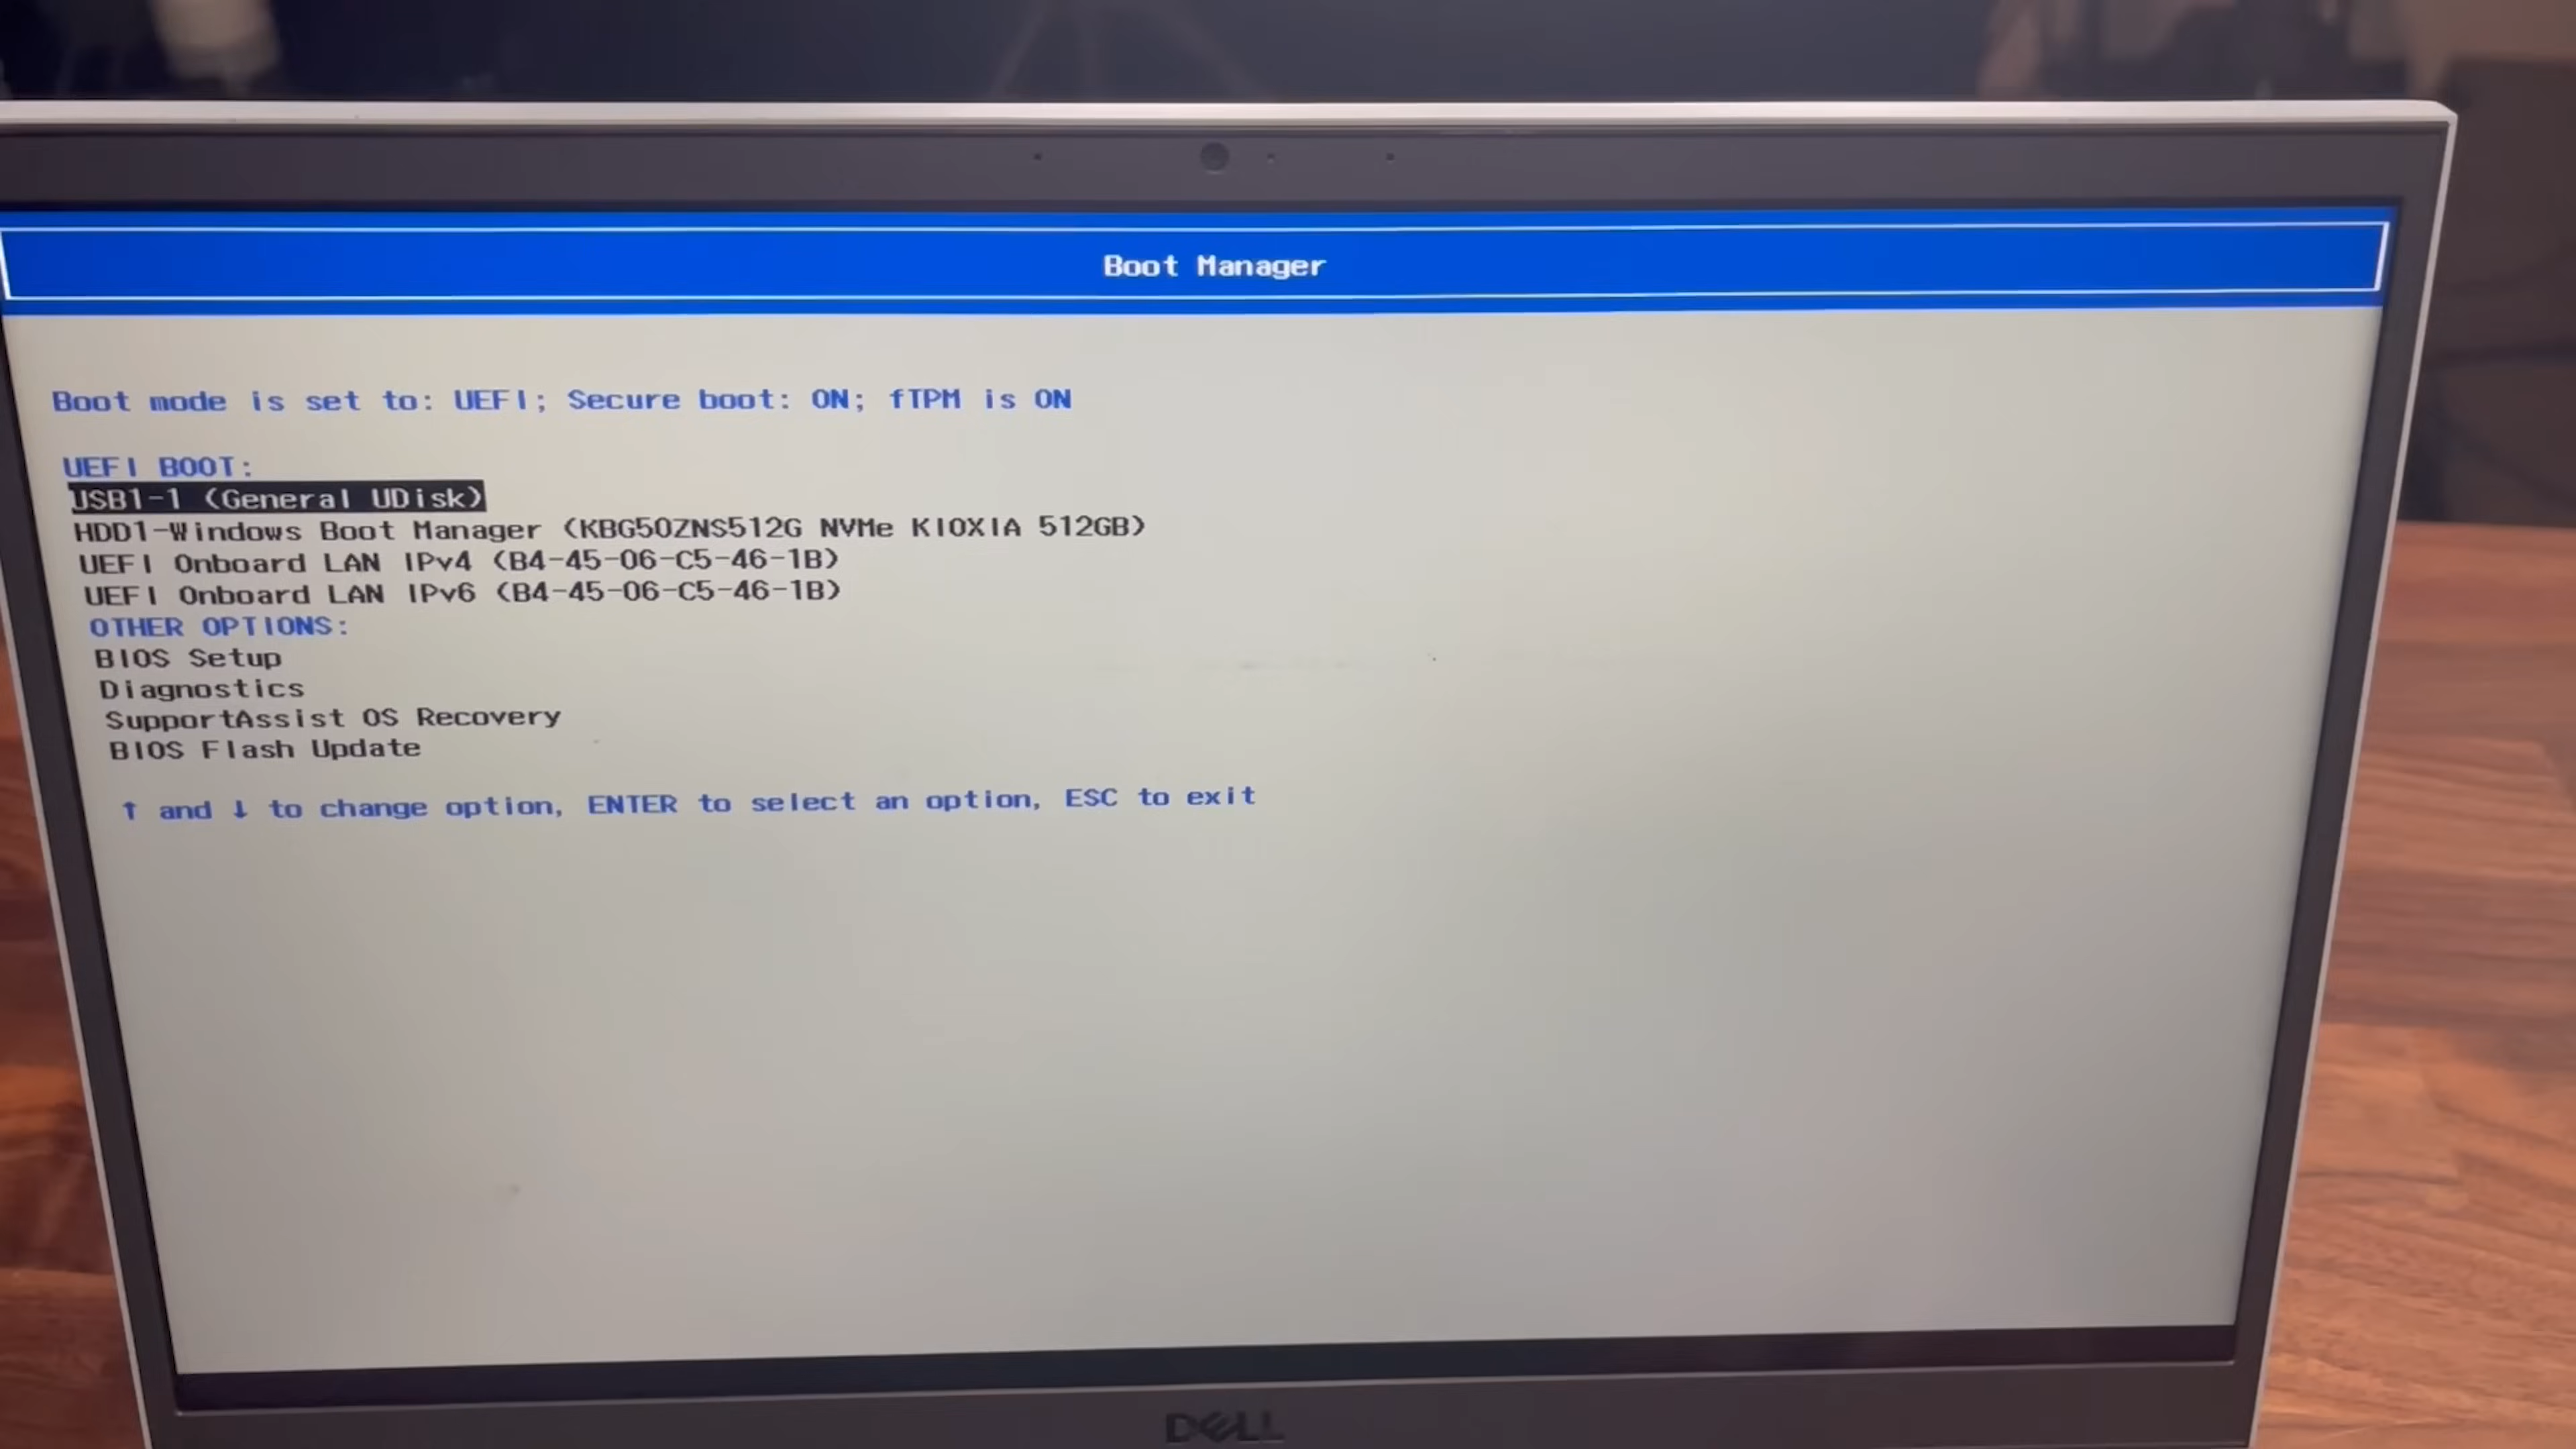 Boot Manager
Boot mode is set to: UEFI; Secure boot: ON; fTPM is ON
UEFI BOOT:
USB1-1 (General UDisk)
HDD1-Windows Boot Manager (KBG50ZNS512G NVMe KIOXIA 512GB)
UEFI Onboard LAN IPv4 (B4-45-06-C5-46-1B)
UEFI Onboard LAN IPv6 (B4-45-06-C5-46-1B)
OTHER OPTIONS:
BIOS Setup
Diagnostics
SupportAssist OS Recovery
BIOS Flash Update
↑ and ↓ to change option, ENTER to select an option, ESC to exit
DELL